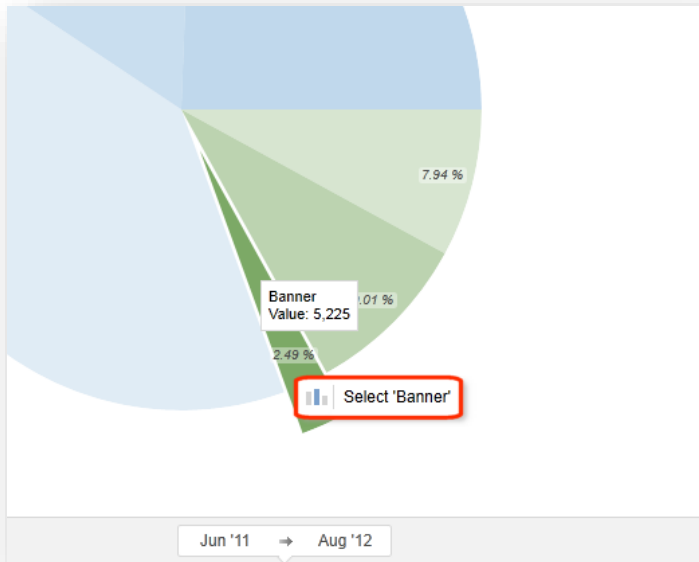 7.94 %
.01 %
Banner
Value: 5,225
2.49 %
Select 'Banner'
Jun '11 → Aug '12